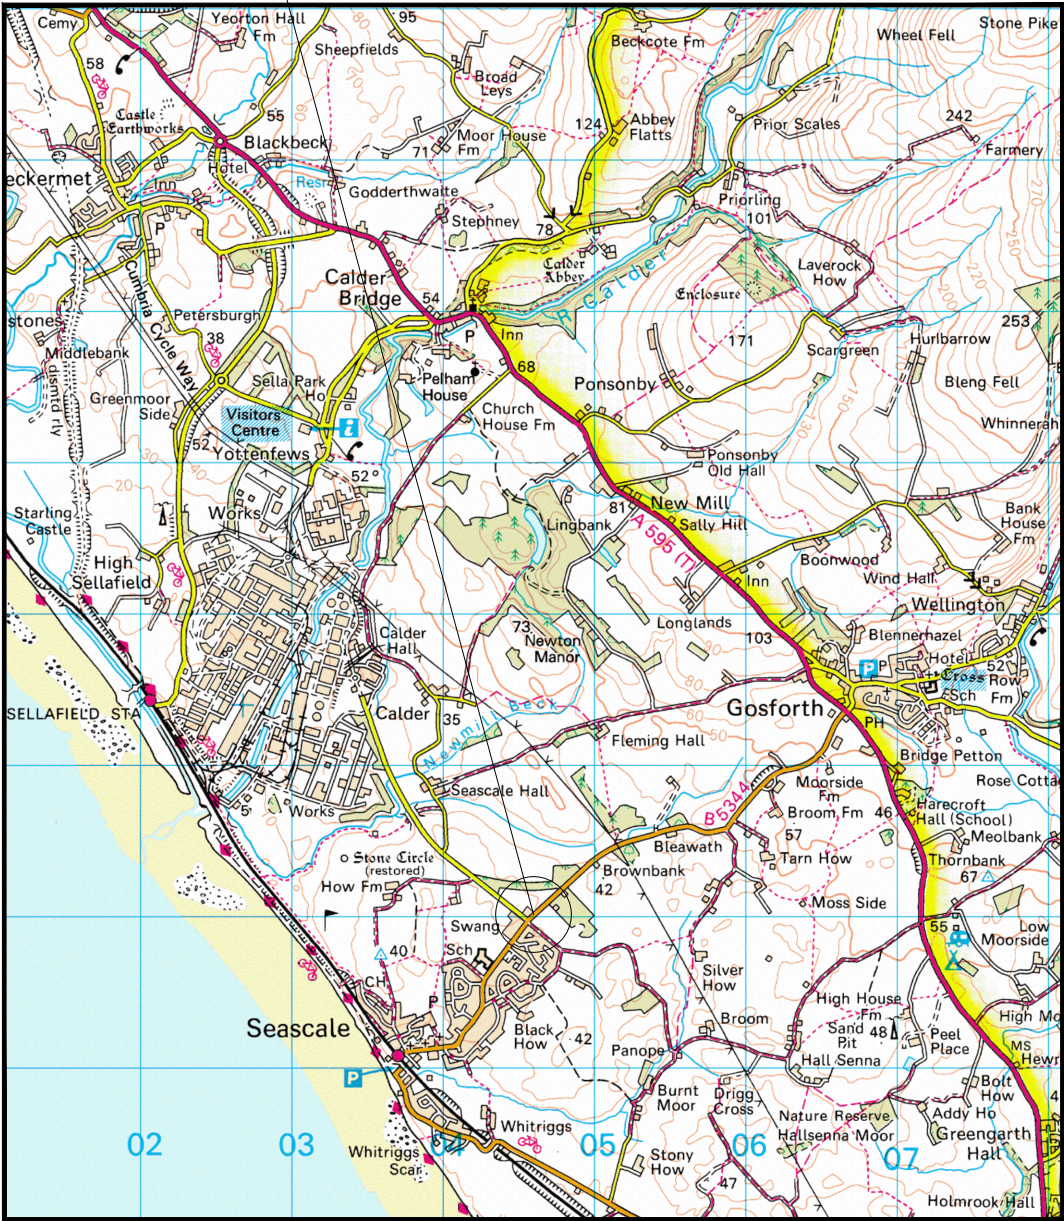 Cemy
Yeorton Hall
Fm
95
Sheepfields
Beckcote Fm
Wheel Fell
Stone Pike
58
Broad
Leys
Castle
Earthworks
55
Moor House
Fm
124
Abbey
Flatts
Prior Scales
242
Farmery
Blackbeck
Hotel
71
eckermet
Inn
Resr
Godderthwaite
Priorling
101
P
Stephney
78
Calder
Abbey
R Calder
Laverock
How
Calder
Bridge
54
Enclosure
Cumbria Cycle Way
Petersburgh
38
stones
Middlebank
dismtd rly
Inn
P
171
Scargreen
Hurlbarrow
253
68
Sella Park
Ho
Pelham
House
Ponsonby
Bleng Fell
Greenmoor
Side
Visitors
Centre
i
Church
House Fm
Whinnerah
52
Yottenfews
52
Ponsonby
Old Hall
30
40
20
Works
Starling
Castle
81
New Mill
Sally Hill
A 595 (T)
Lingbank
Bank
House
Fm
High
Sellafield
Boonwood
Inn
Wind Hall
Wellington
Longlands
103
73
Newton
Manor
Calder
Hall
Blennerhazel
P
P
Hotel
52
Cross
Sch
Row
Fm
SELLAFIELD STA
Calder
35
Newmill Beck
Gosforth
PH
Fleming Hall
Bridge Petton
Rose Cotta
Seascale Hall
5
Works
B5344
Moorside
Fm
Broom Fm
46
Harecroft
Hall (School)
Meolbank
57
Bleawath
Tarn How
Thornbank
67
Stone Circle
(restored)
How Fm
Brownbank
42
Moss Side
Swang
Sch
40
55
Low
Moorside
CH
P
Silver
How
High House
Fm
High Mo
Seascale
Black
How
42
Broom
Sand
Pit
48
Peel
Place
MS
Hewr
Panope
Hall Senna
P
Burnt
Moor
Drigg
Cross
Bolt
How
Nature Reserve
Hallsenna Moor
Addy Ho
Greengarth
Hall
Whitriggs
Whitriggs
Scar
Stony
How
47
Holmrook Hall
02
03
04
05
06
07